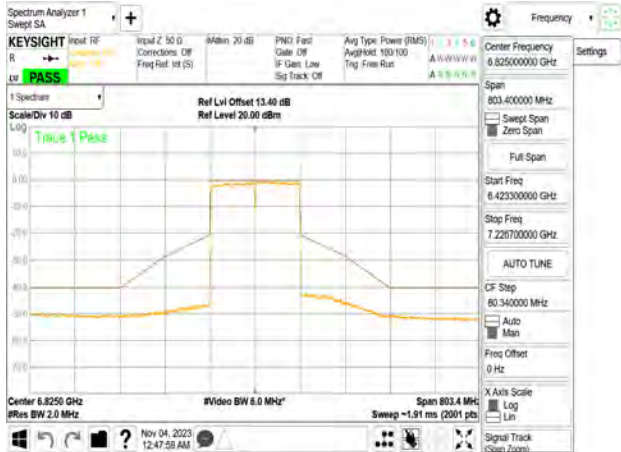 Spectrum Analyzer 1
Swept SA
Frequency
KEYSIGHT Input: RF
Input Z: 50 Ω
#Atten: 20 dB
PNO: Fast
Avg Type: Power (RMS)
R
Corrections: Off
Gate: Off
Avg|Hold: 100/100
Freq Ref: Int (S)
IF Gain: Low
Trig: Free Run
Sig Track: Off
LV PASS
1 Spectrum
Scale/Div 10 dB
Ref Lvl Offset 13.40 dB
Ref Level 20.00 dBm
Log
Trace 1 Pass
Center 6.8250 GHz
#Video BW 6.0 MHz*
Span 803.4 MHz
#Res BW 2.0 MHz
Sweep ~1.91 ms (2001 pts
Nov 04, 2023
12:47:58 AM
Center Frequency
6.825000000 GHz
Settings
Span
803.400000 MHz
Swept Span
Zero Span
Full Span
Start Freq
6.423300000 GHz
Stop Freq
7.226700000 GHz
AUTO TUNE
CF Step
80.340000 MHz
Auto
Man
Freq Offset
0 Hz
X Axis Scale
Log
Lin
Signal Track
(Span Zoom)